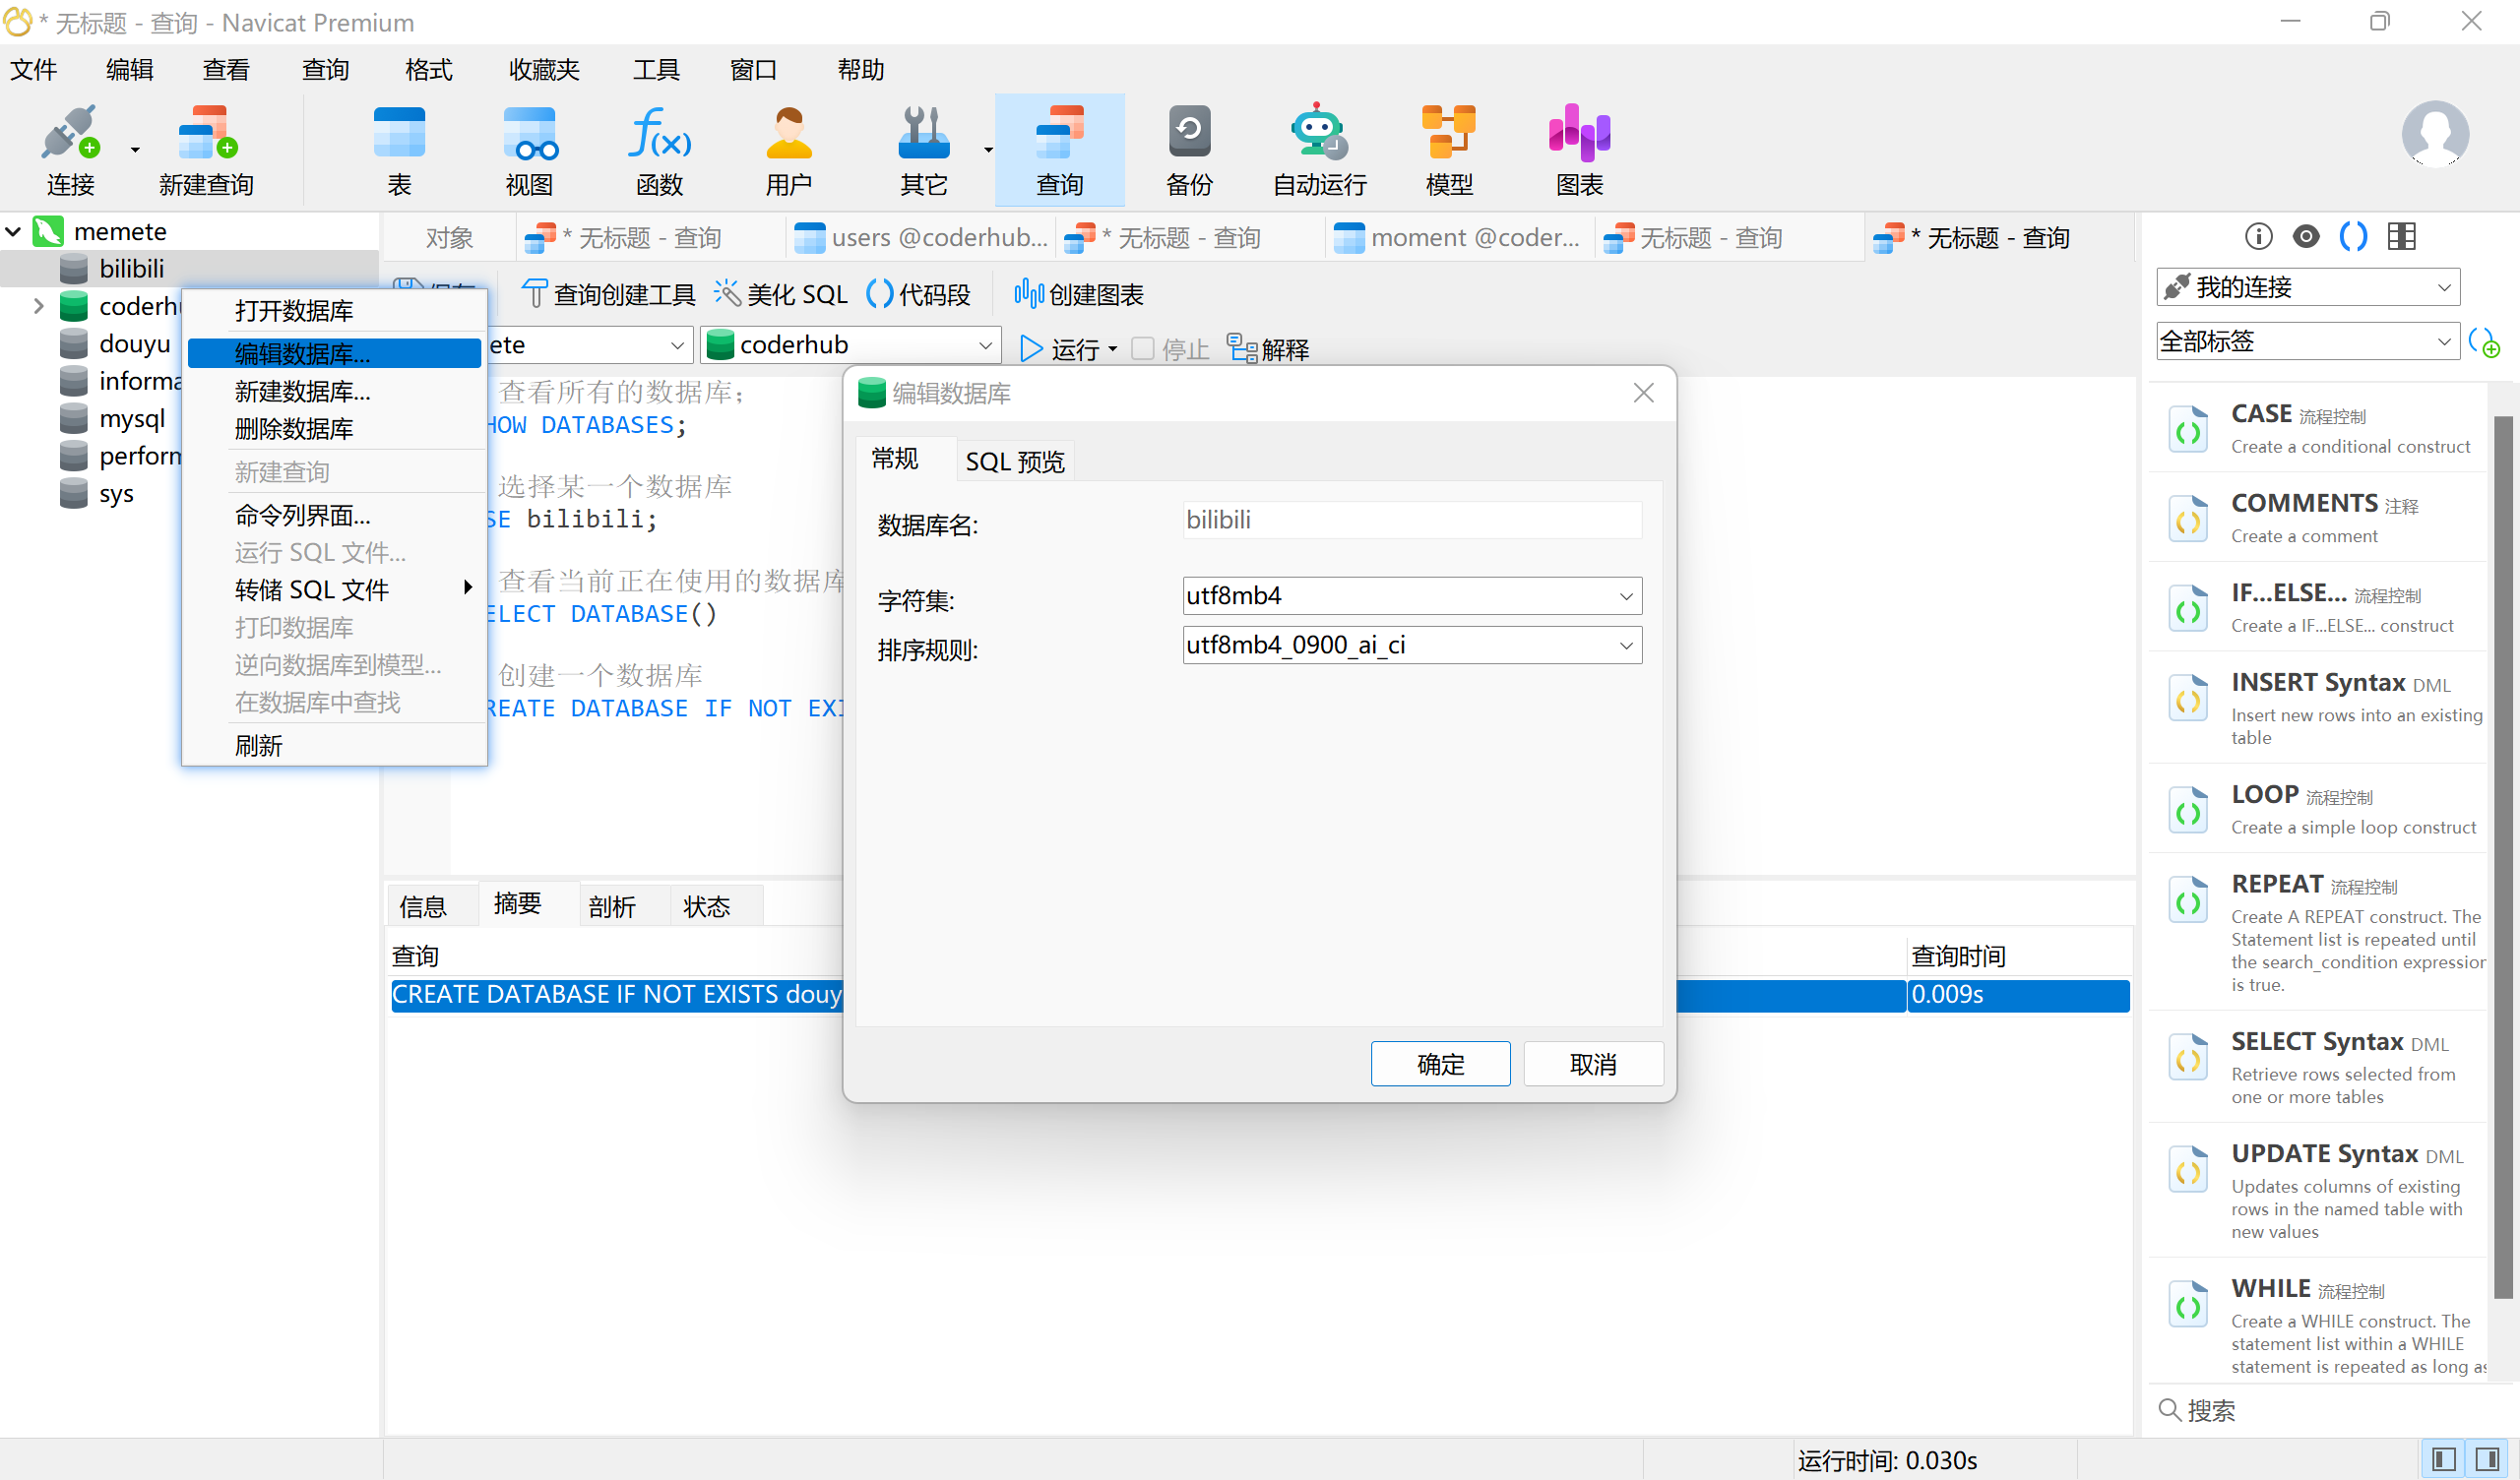 * 无标题 - 查询 - Navicat Premium
文件 编辑 查看 查询 格式 收藏夹 工具 窗口 帮助
连接 新建查询 表 视图 函数 用户 其它 查询 备份 自动运行 模型 图表
memete
bilibili
coderhu
douyu
informa
mysql
perform
sys
对象 * 无标题 - 查询 users @coderhub... * 无标题 - 查询 moment @coder... 无标题 - 查询 * 无标题 - 查询
查询创建工具 美化 SQL 代码段 创建图表
ete coderhub 运行 停止 解释
打开数据库
编辑数据库...
新建数据库...
删除数据库
新建查询
命令列界面...
运行 SQL 文件...
转储 SQL 文件
打印数据库
逆向数据库到模型...
在数据库中查找
刷新
查看所有的数据库;
HOW DATABASES;
选择某一个数据库
SE bilibili;
查看当前正在使用的数据库
ELECT DATABASE()
创建一个数据库
REATE DATABASE IF NOT EXI
编辑数据库
常规 SQL 预览
数据库名: bilibili
字符集: utf8mb4
排序规则: utf8mb4_0900_ai_ci
确定 取消
信息 摘要 剖析 状态
查询 查询时间
CREATE DATABASE IF NOT EXISTS douy 0.009s
我的连接
全部标签
CASE 流程控制
Create a conditional construct
COMMENTS 注释
Create a comment
IF...ELSE... 流程控制
Create a IF...ELSE... construct
INSERT Syntax DML
Insert new rows into an existing
table
LOOP 流程控制
Create a simple loop construct
REPEAT 流程控制
Create A REPEAT construct. The
Statement list is repeated until
the search_condition expression
is true.
SELECT Syntax DML
Retrieve rows selected from
one or more tables
UPDATE Syntax DML
Updates columns of existing
rows in the named table with
new values
WHILE 流程控制
Create a WHILE construct. The
statement list within a WHILE
statement is repeated as long as
搜索
运行时间: 0.030s